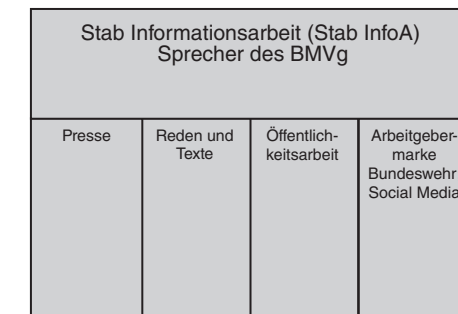 Stab Informationsarbeit (Stab InfoA)
Sprecher des BMVg
Presse
Reden und
Texte
Öffentlich-
keitsarbeit
Arbeitgeber-
marke
Bundeswehr
Social Media